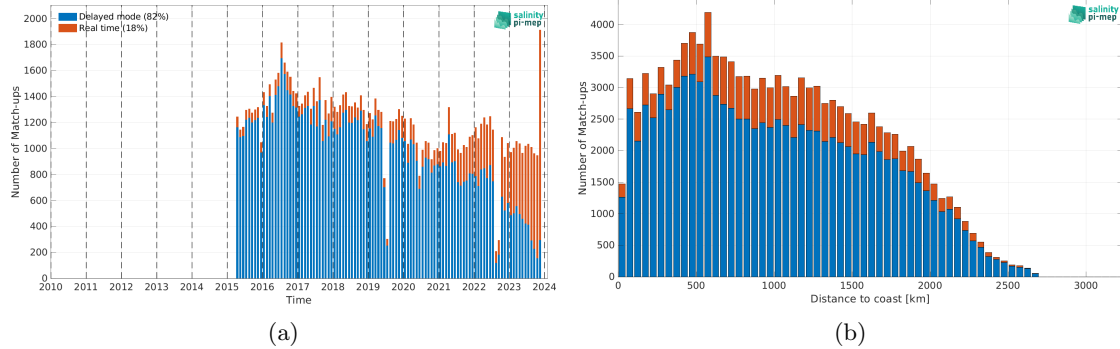 Delayed mode (82%)
Real time (18%)
salinity
pi-mep
2000
1800
1600
1400
1200
1000
800
600
400
200
0
Number of Match-ups
2010 2011 2012 2013 2014 2015 2016 2017 2018 2019 2020 2021 2022 2023 2024
Time
(a)
salinity
pi-mep
4000
3500
3000
2500
2000
1500
1000
500
0
Number of Match-ups
0 500 1000 1500 2000 2500 3000
Distance to coast [km]
(b)